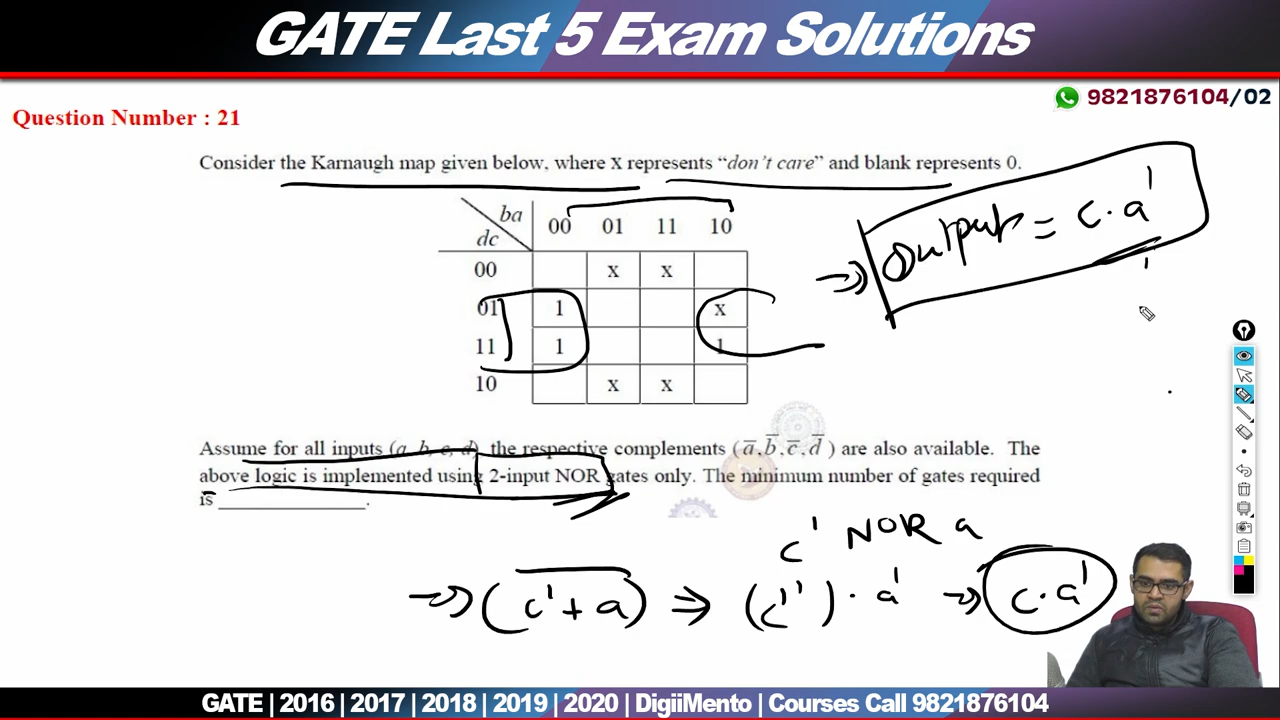 GATE Last 5 Exam Solutions
9821876104/02
Question Number : 21
Consider the Karnaugh map given below, where x represents “don’t care” and blank represents 0.
ba
dc
00 01 11 10
00 x x
01 1 x
11 1 1
10 x x
output = c·a'
Assume for all inputs (a, b, c, d), the respective complements (a̅, b̅, c̅, d̅) are also available. The
above logic is implemented using 2-input NOR gates only. The minimum number of gates required
is ____________.
c' NOR a
⇒ (c' + a) ⇒ (c'')·a' ⇒ c·a'
GATE | 2016 | 2017 | 2018 | 2019 | 2020 | DigiiMento | Courses Call 9821876104